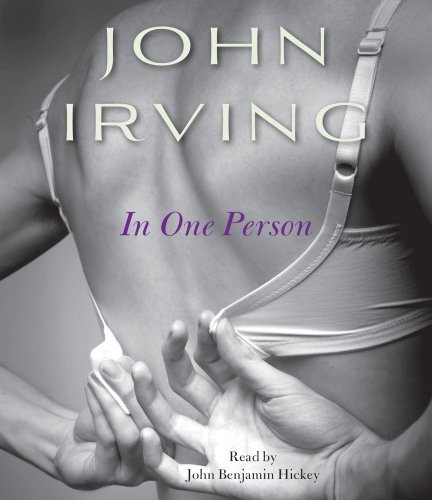 JOHN
IRVING
In One Person
Read by
John Benjamin Hickey